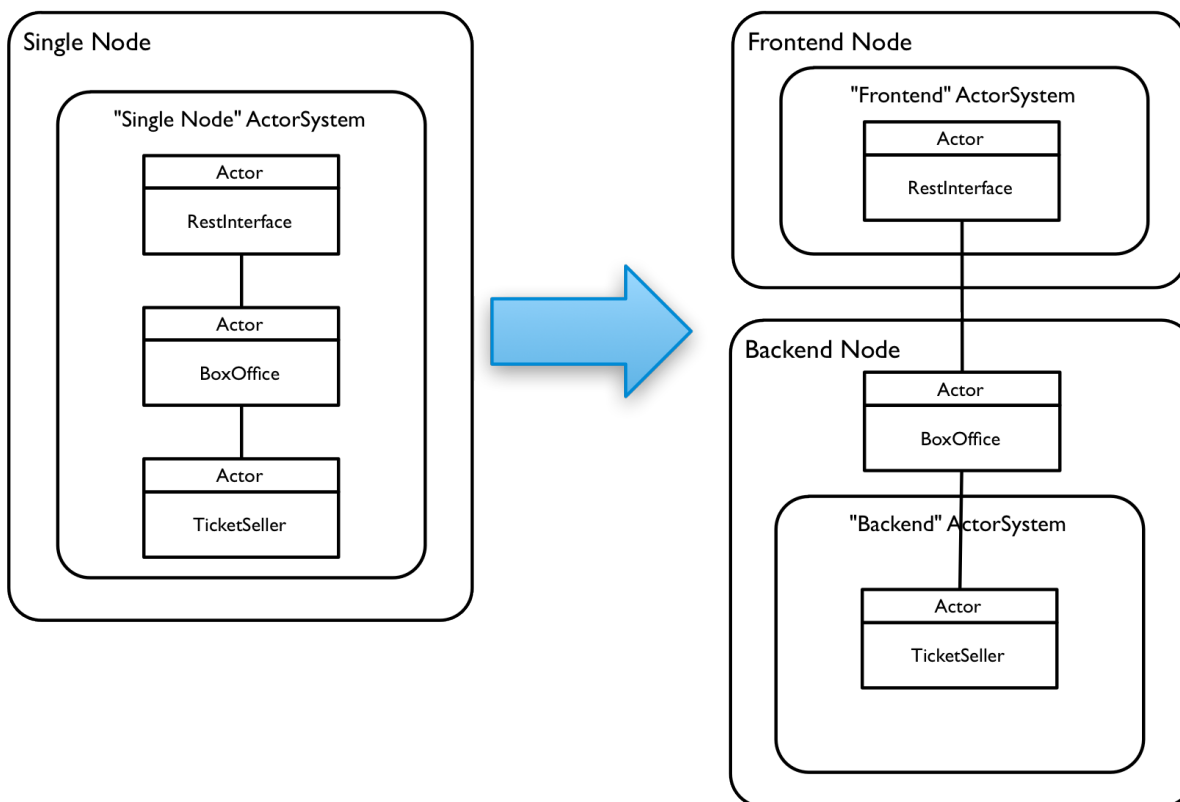 Single Node
"Single Node" ActorSystem
Actor
RestInterface
Actor
BoxOffice
Actor
TicketSeller
Frontend Node
"Frontend" ActorSystem
Actor
RestInterface
Backend Node
Actor
BoxOffice
"Backend" ActorSystem
Actor
TicketSeller